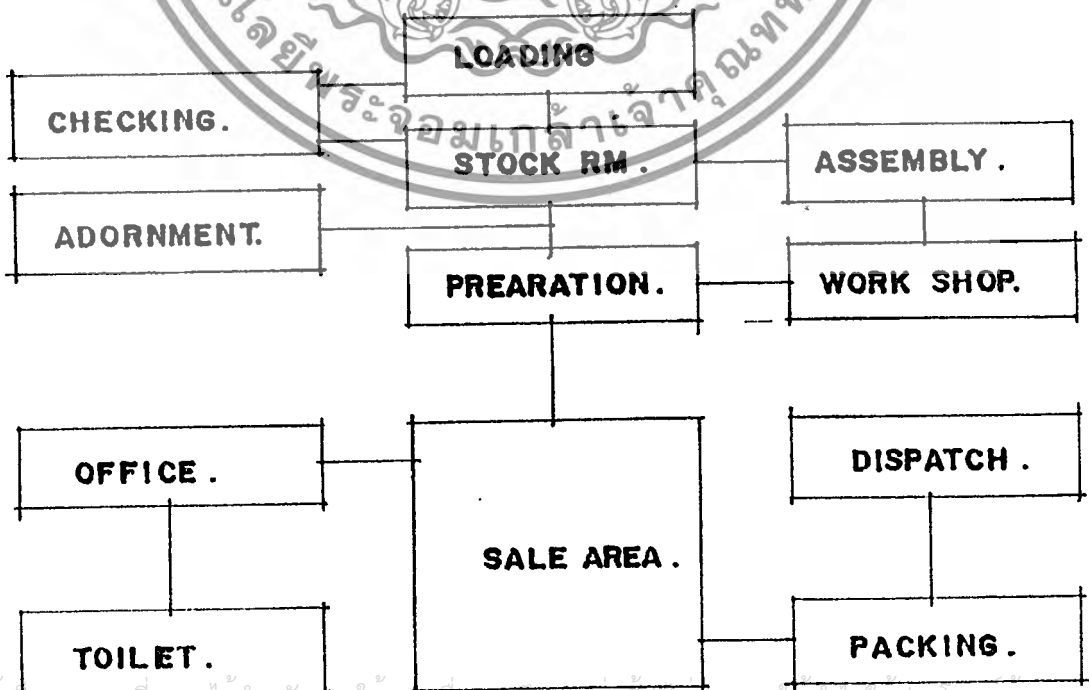 LOADING
CHECKING.
STOCK RM.
ASSEMBLY.
ADORNMENT.
PREARATION.
WORK SHOP.
OFFICE.
DISPATCH.
SALE AREA.
TOILET.
PACKING.